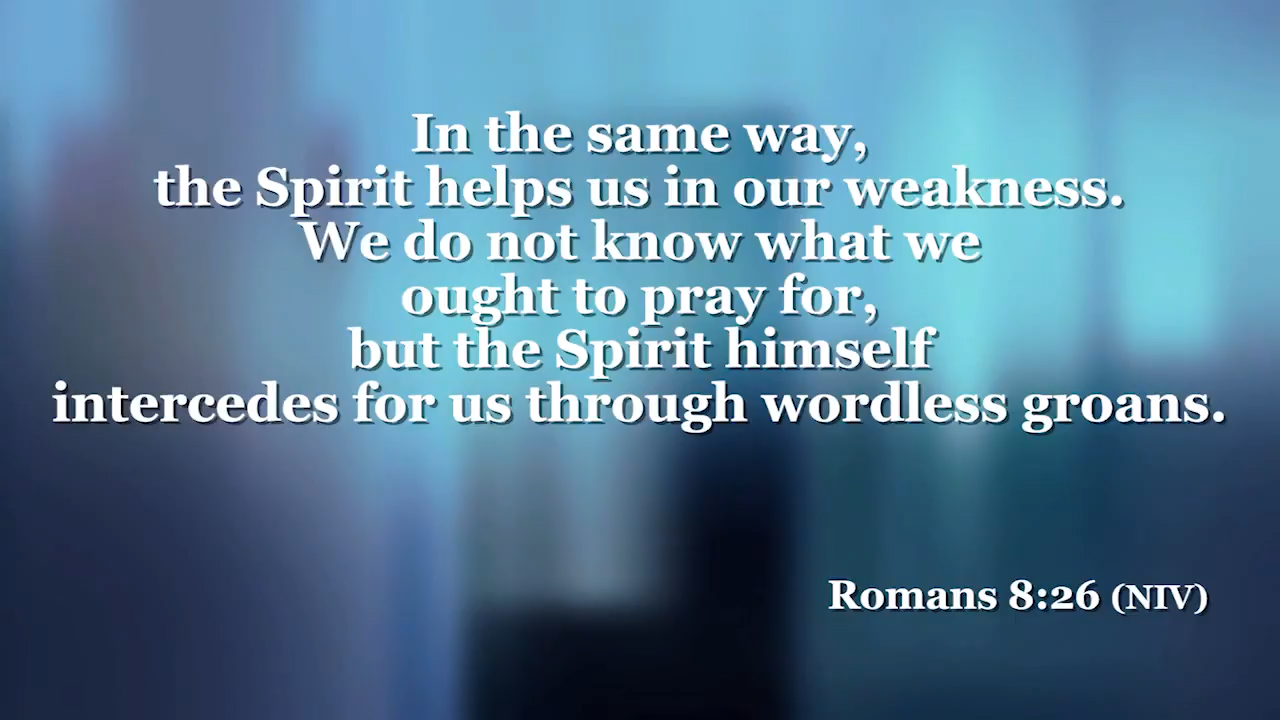 In the same way,
the Spirit helps us in our weakness.
We do not know what we
ought to pray for,
but the Spirit himself
intercedes for us through wordless groans.
Romans 8:26 (NIV)